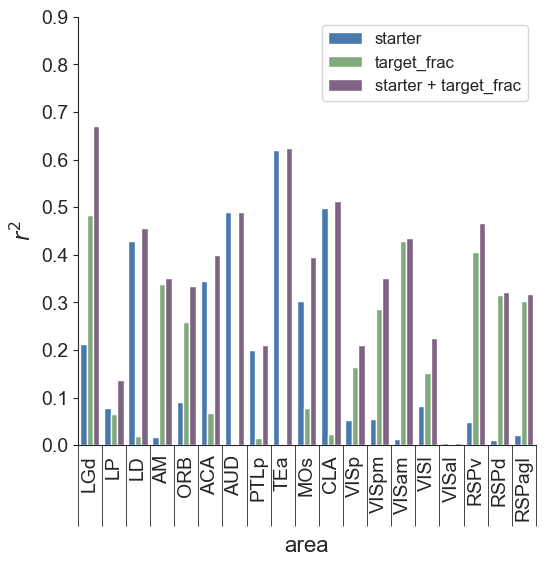 starter
target_frac
starter + target_frac
0.9
0.8
0.7
0.6
0.5
0.4
0.3
0.2
0.1
0.0
r²
LGd
LP
LD
AM
ORB
ACA
AUD
PTLp
TEa
MOs
CLA
VISp
VISpm
VISam
VISl
VISal
RSPv
RSPd
RSPagl
area